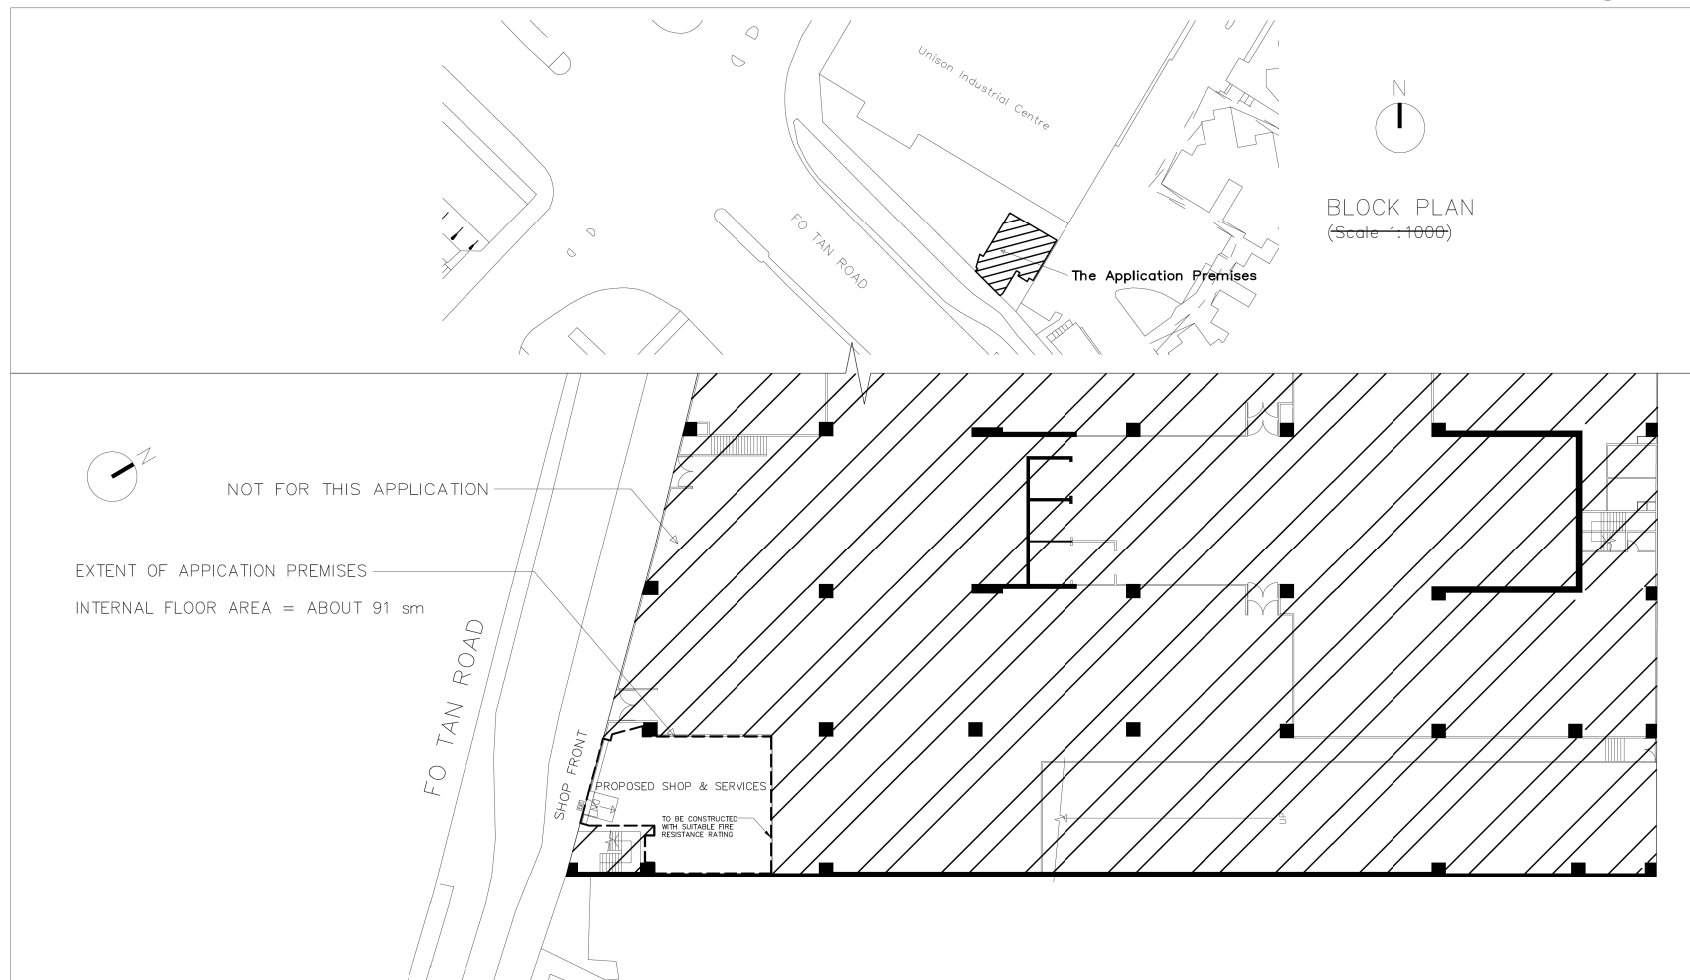 Unison Industrial Centre
N
BLOCK PLAN
FO TAN ROAD
The Application Premises
N
NOT FOR THIS APPLICATION
EXTENT OF APPICATION PREMISES
INTERNAL FLOOR AREA = ABOUT 91 sm
FO TAN ROAD
SHOP FRONT
PROPOSED SHOP & SERVICES
TO BE CONSTRUCTED
WITH SUITABLE FIRE
RESISTANCE RATING
UP